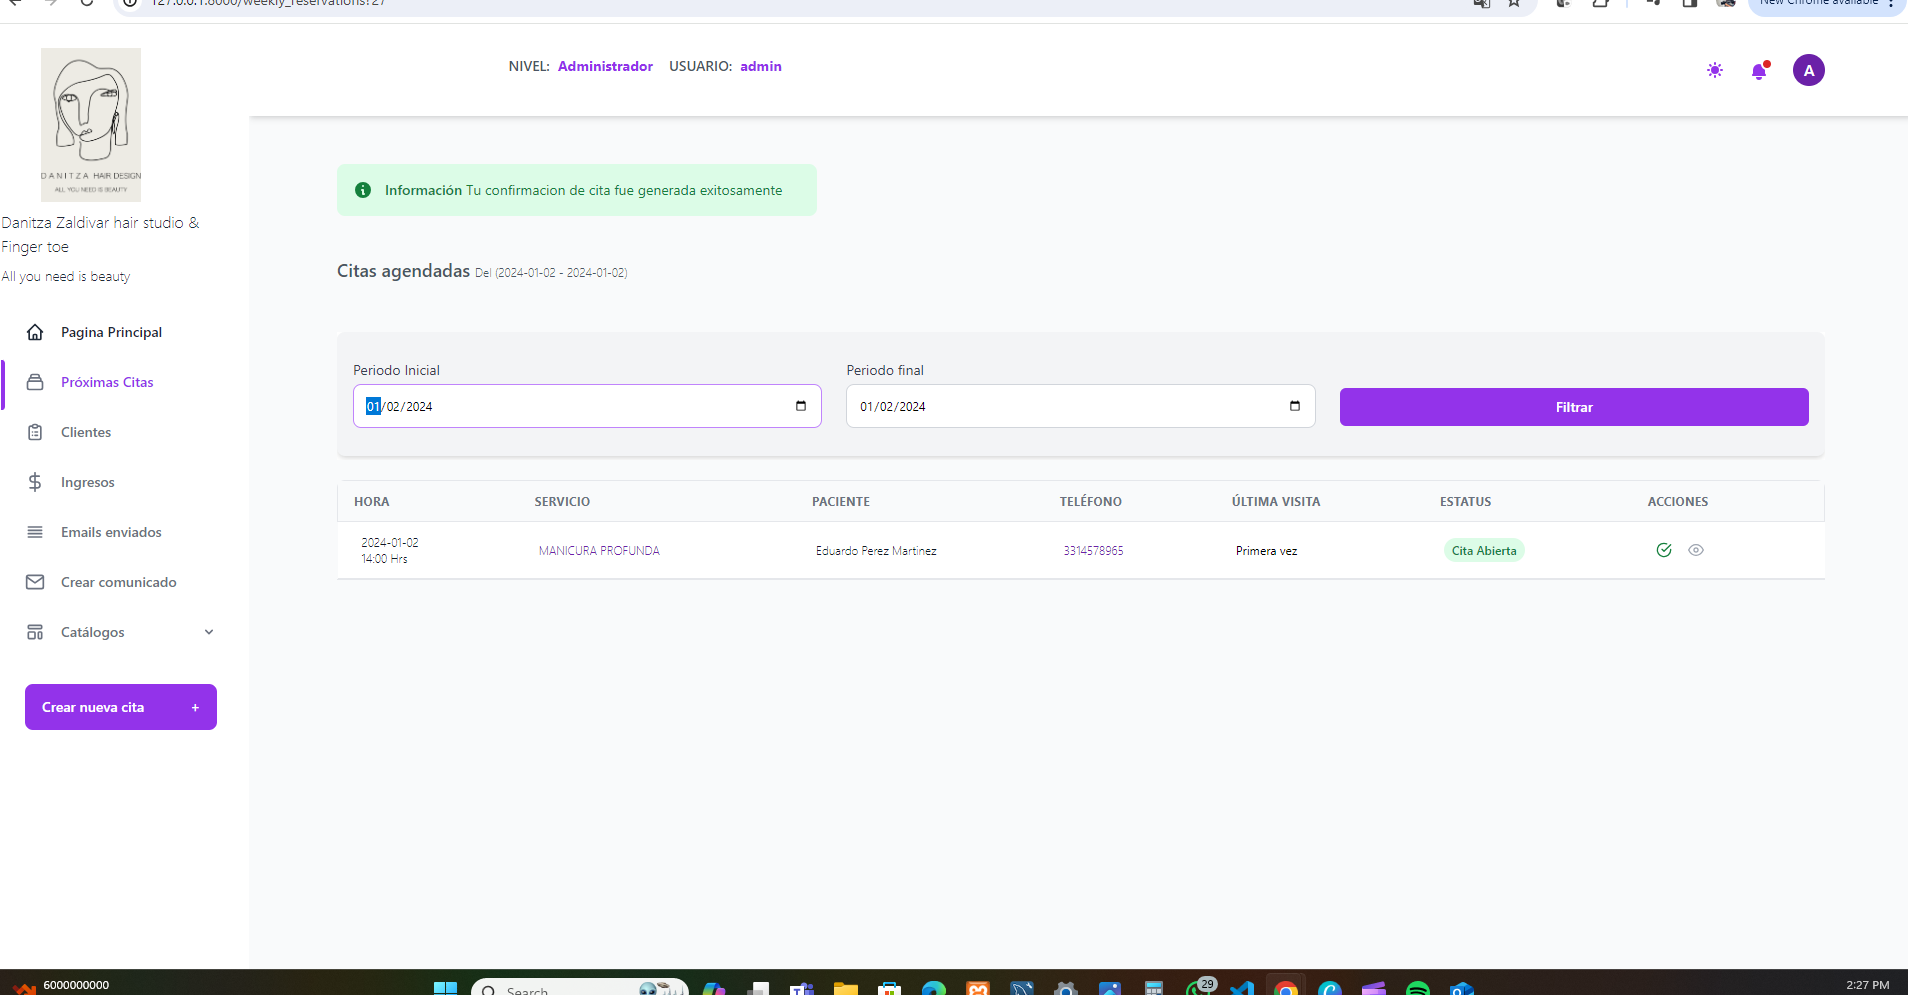 127.0.0.1:8000/weekly_reservations?27
New Chrome available
DANITZA HAIR DESIGN
ALL YOU NEED IS BEAUTY
Danitza Zaldivar hair studio &
Finger toe
All you need is beauty
Pagina Principal
Próximas Citas
Clientes
Ingresos
Emails enviados
Crear comunicado
Catálogos
Crear nueva cita +
NIVEL: Administrador USUARIO: admin
A
Información Tu confirmacion de cita fue generada exitosamente
Citas agendadas Del (2024-01-02 - 2024-01-02)
Periodo Inicial
01/02/2024
Periodo final
01/02/2024
Filtrar
HORA SERVICIO PACIENTE TELÉFONO ÚLTIMA VISITA ESTATUS ACCIONES
2024-01-02
14:00 Hrs
MANICURA PROFUNDA
Eduardo Perez Martinez
3314578965
Primera vez
Cita Abierta
6000000000
Search
29
2:27 PM